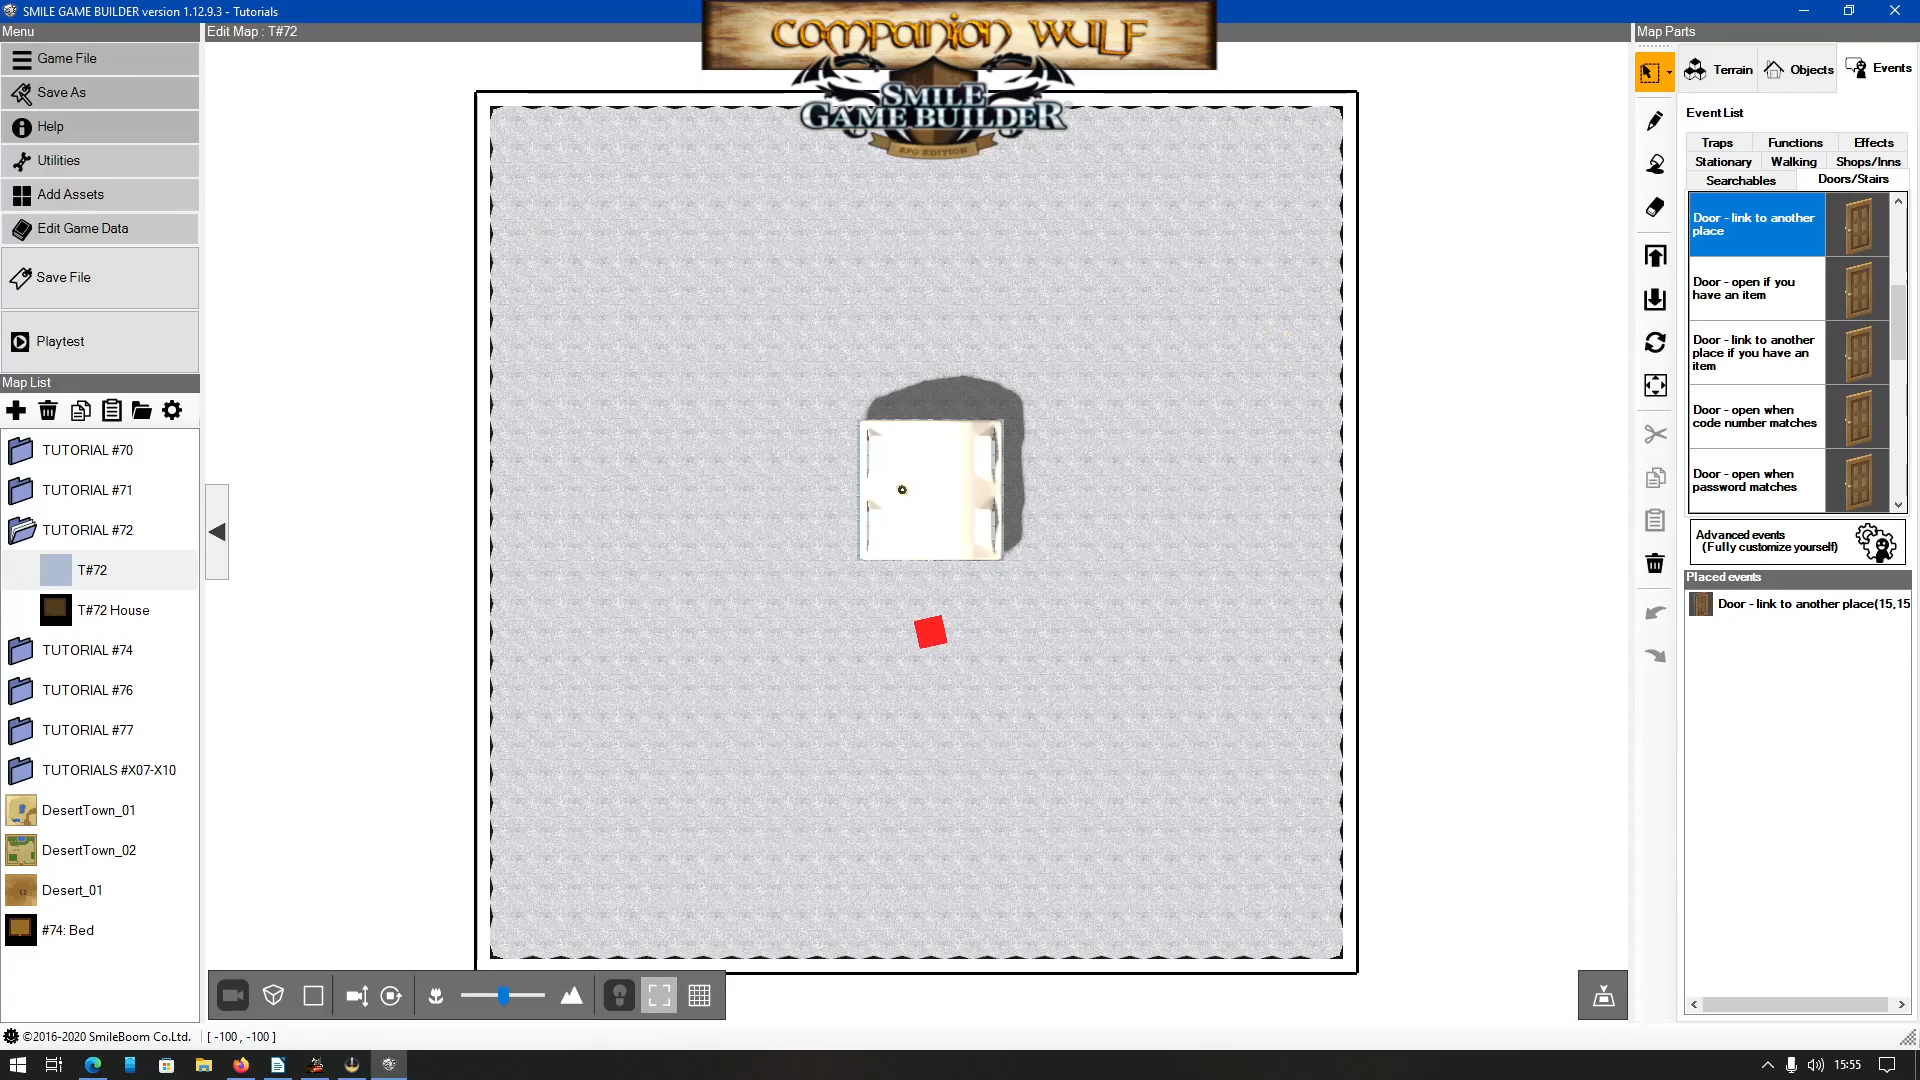 SMILE GAME BUILDER version 1.12.9.3 - Tutorials
Menu
Edit Map : T#72
COMPANION WULF
SMILE
GAME BUILDER
RPG EDITION
Map Parts
Game File
Save As
Help
Utilities
Add Assets
Edit Game Data
Save File
Playtest
Map List
TUTORIAL #70
TUTORIAL #71
TUTORIAL #72
T#72
T#72 House
TUTORIAL #74
TUTORIAL #76
TUTORIAL #77
TUTORIALS #X07-X10
DesertTown_01
DesertTown_02
Desert_01
#74: Bed
Terrain
Objects
Events
Event List
Traps
Functions
Effects
Stationary
Walking
Shops/Inns
Searchables
Doors/Stairs
Door - link to another
place
Door - open if you
have an item
Door - link to another
place if you have an
item
Door - open when
code number matches
Door - open when
password matches
Advanced events
(Fully customize yourself)
Placed events
Door - link to another place(15,15
©2016-2020 SmileBoom Co.Ltd.
[ -100 , -100 ]
15:55